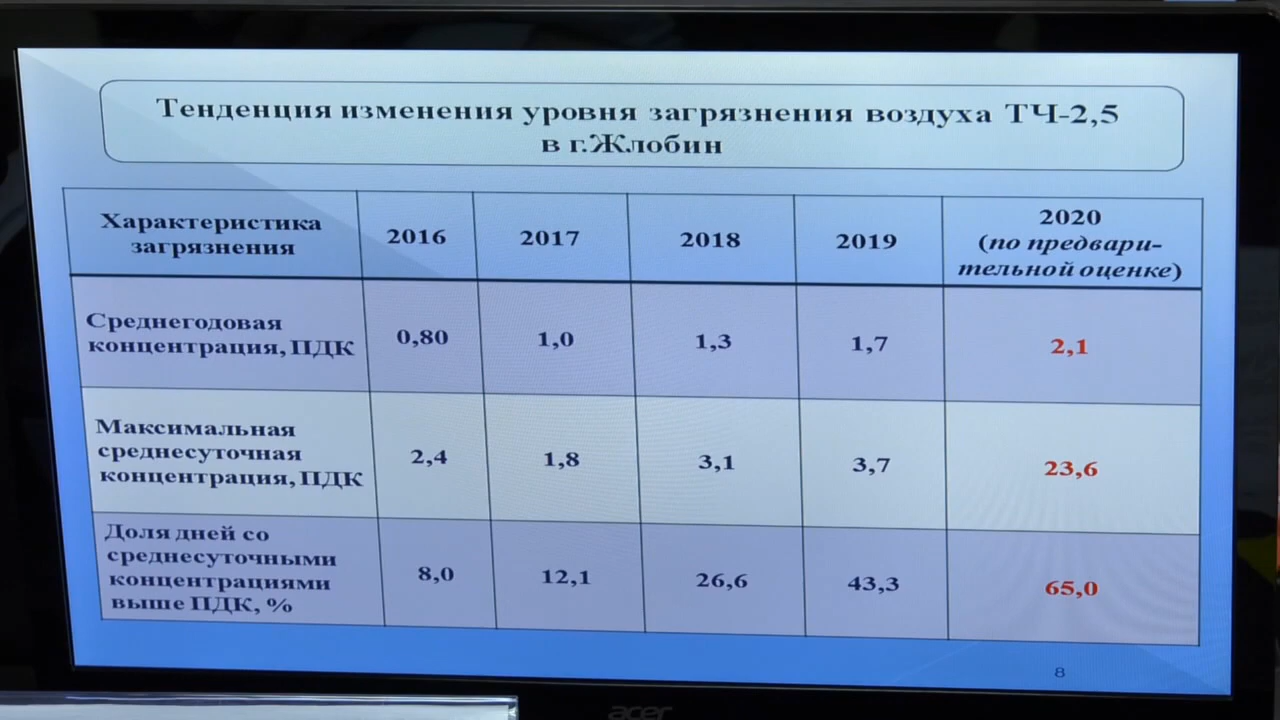 Тенденция изменения уровня загрязнения воздуха ТЧ-2,5
в г.Жлобин
Характеристика
загрязнения
2016
2017
2018
2019
2020
(по предвари-
тельной оценке)
Среднегодовая
концентрация, ПДК
0,80
1,0
1,3
1,7
2,1
Максимальная
среднесуточная
концентрация, ПДК
2,4
1,8
3,1
3,7
23,6
Доля дней со
среднесуточными
концентрациями
выше ПДК, %
8,0
12,1
26,6
43,3
65,0
8
acer